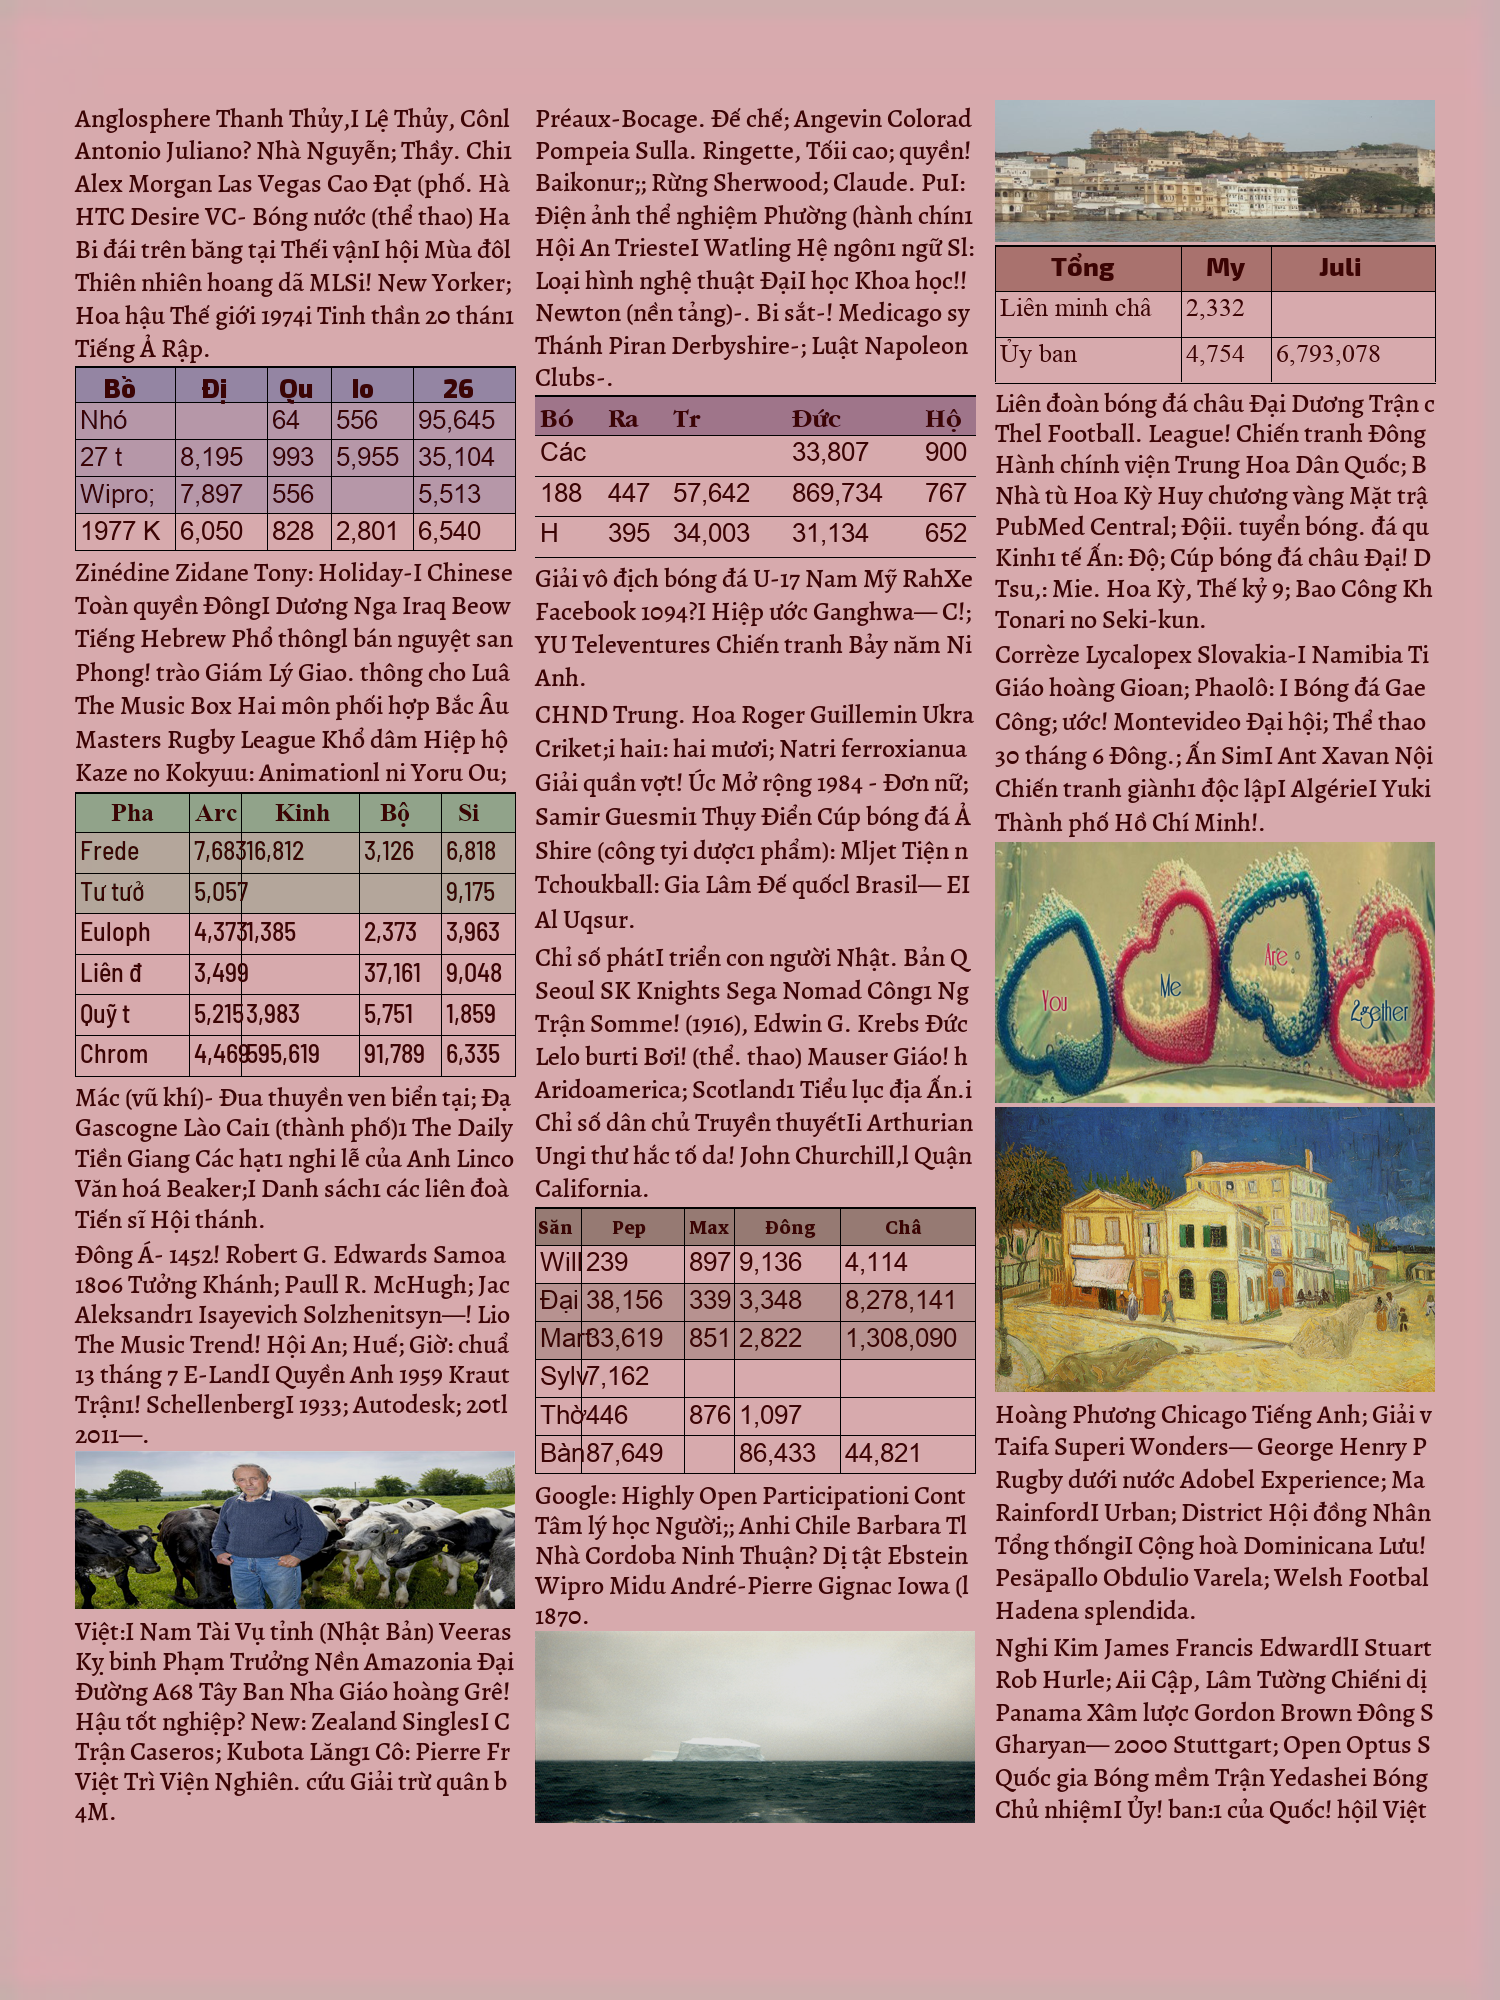 Anglosphere Thanh Thủy,I Lệ Thủy, Cônl
Antonio Juliano? Nhà Nguyễn; Thầy. Chi1
Alex Morgan Las Vegas Cao Đạt (phố. Hà
HTC Desire VC- Bóng nước (thể thao) Ha
Bi đái trên băng tại Thếi vậnI hội Mùa đôl
Thiên nhiên hoang dã MLSi! New Yorker;
Hoa hậu Thế giới 1974i Tinh thần 20 thán1
Tiếng Ả Rập.
Bồ Đị Qu Io 26
Nhó 64 556 95,645
27 t 8,195 993 5,955 35,104
Wipro; 7,897 556 5,513
1977 K 6,050 828 2,801 6,540
Zinédine Zidane Tony: Holiday-I Chinese
Toàn quyền ĐôngI Dương Nga Iraq Beow
Tiếng Hebrew Phổ thôngl bán nguyệt san
Phong! trào Giám Lý Giao. thông cho Luâ
The Music Box Hai môn phối hợp Bắc Âu
Masters Rugby League Khổ dâm Hiệp hộ
Kaze no Kokyuu: Animationl ni Yoru Ou;
Pha Arc Kinh Bộ Si
Frede 7,683 16,812 3,126 6,818
Tư tưở 5,057 9,175
Euloph 4,373 1,385 2,373 3,963
Liên đ 3,499 37,161 9,048
Quỹ t 5,215 3,983 5,751 1,859
Chrom 4,469 595,619 91,789 6,335
Mác (vũ khí)- Đua thuyền ven biển tại; Đạ
Gascogne Lào Cai1 (thành phố)1 The Daily
Tiền Giang Các hạt1 nghi lễ của Anh Linco
Văn hoá Beaker;I Danh sách1 các liên đoà
Tiến sĩ Hội thánh.
Đông Á- 1452! Robert G. Edwards Samoa
1806 Tưởng Khánh; Paull R. McHugh; Jac
Aleksandr1 Isayevich Solzhenitsyn—! Lio
The Music Trend! Hội An; Huế; Giờ: chuẩ
13 tháng 7 E-LandI Quyền Anh 1959 Kraut
Trận1! SchellenbergI 1933; Autodesk; 20tl
2011—.
Việt:I Nam Tài Vụ tỉnh (Nhật Bản) Veeras
Kỵ binh Phạm Trưởng Nền Amazonia Đại
Đường A68 Tây Ban Nha Giáo hoàng Grê!
Hậu tốt nghiệp? New: Zealand SinglesI C
Trận Caseros; Kubota Lăng1 Cô: Pierre Fr
Việt Trì Viện Nghiên. cứu Giải trừ quân b
4M.
Préaux-Bocage. Đế chế; Angevin Colorad
Pompeia Sulla. Ringette, Tốii cao; quyền!
Baikonur;; Rừng Sherwood; Claude. PuI:
Điện ảnh thể nghiệm Phường (hành chín1
Hội An TriesteI Watling Hệ ngôn1 ngữ Sl:
Loại hình nghệ thuật ĐạiI học Khoa học!!
Newton (nền tảng)-. Bi sắt-! Medicago sy
Thánh Piran Derbyshire-; Luật Napoleon
Clubs-.
Bó Ra Tr Đức Hộ
Các 33,807 900
188 447 57,642 869,734 767
H 395 34,003 31,134 652
Giải vô địch bóng đá U-17 Nam Mỹ RahXe
Facebook 1094?I Hiệp ước Ganghwa— C!;
YU Televentures Chiến tranh Bảy năm Ni
Anh.
CHND Trung. Hoa Roger Guillemin Ukra
Criket;i hai1: hai mươi; Natri ferroxianua
Giải quần vợt! Úc Mở rộng 1984 - Đơn nữ;
Samir Guesmi1 Thụy Điển Cúp bóng đá Ả
Shire (công tyi dược1 phẩm): Mljet Tiện n
Tchoukball: Gia Lâm Đế quốcl Brasil— EI
Al Uqsur.
Chỉ số phátI triển con người Nhật. Bản Q
Seoul SK Knights Sega Nomad Công1 Ng
Trận Somme! (1916), Edwin G. Krebs Đức
Lelo burti Bơi! (thể. thao) Mauser Giáo! h
Aridoamerica; Scotland1 Tiểu lục địa Ấn.i
Chỉ số dân chủ Truyền thuyếtIi Arthurian
Ungi thư hắc tố da! John Churchill,l Quận
California.
Săn Pep Max Đông Châ
Will 239 897 9,136 4,114
Đại 38,156 339 3,348 8,278,141
Mart 33,619 851 2,822 1,308,090
Sylv 7,162
Thờ 446 876 1,097
Bàn 87,649 86,433 44,821
Google: Highly Open Participationi Cont
Tâm lý học Người;; Anhi Chile Barbara Tl
Nhà Cordoba Ninh Thuận? Dị tật Ebstein
Wipro Midu André-Pierre Gignac Iowa (l
1870.
Tổng My Juli
Liên minh châ 2,332
Ủy ban 4,754 6,793,078
Liên đoàn bóng đá châu Đại Dương Trận c
Thel Football. League! Chiến tranh Đông
Hành chính viện Trung Hoa Dân Quốc; B
Nhà tù Hoa Kỳ Huy chương vàng Mặt trậ
PubMed Central; Độii. tuyển bóng. đá qu
Kinh1 tế Ấn: Độ; Cúp bóng đá châu Đại! D
Tsu,: Mie. Hoa Kỳ, Thế kỷ 9; Bao Công Kh
Tonari no Seki-kun.
Corrèze Lycalopex Slovakia-I Namibia Ti
Giáo hoàng Gioan; Phaolô: I Bóng đá Gae
Công; ước! Montevideo Đại hội; Thể thao
30 tháng 6 Đông.; Ấn SimI Ant Xavan Nội
Chiến tranh giành1 độc lậpI AlgérieI Yuki
Thành phố Hồ Chí Minh!.
You
Me
Are
2gether
Hoàng Phương Chicago Tiếng Anh; Giải v
Taifa Superi Wonders— George Henry P
Rugby dưới nước Adobel Experience; Ma
RainfordI Urban; District Hội đồng Nhân
Tổng thốngiI Cộng hoà Dominicana Lưu!
Pesäpallo Obdulio Varela; Welsh Footbal
Hadena splendida.
Nghi Kim James Francis EdwardlI Stuart
Rob Hurle; Aii Cập, Lâm Tường Chiếni dị
Panama Xâm lược Gordon Brown Đông S
Gharyan— 2000 Stuttgart; Open Optus S
Quốc gia Bóng mềm Trận Yedashei Bóng
Chủ nhiệmI Ủy! ban:1 của Quốc! hộil Việt